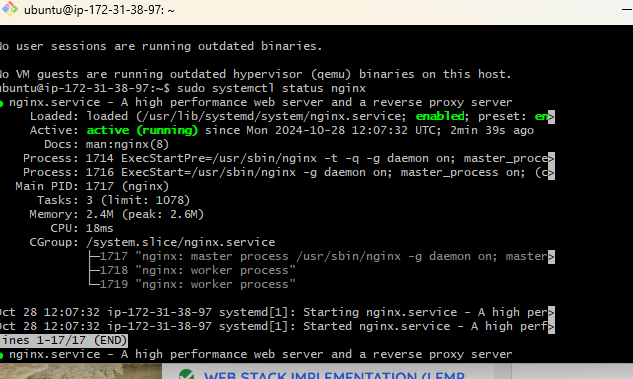 ubuntu@ip-172-31-38-97: ~
No user sessions are running outdated binaries.
No VM guests are running outdated hypervisor (qemu) binaries on this host.
ubuntu@ip-172-31-38-97:~$ sudo systemctl status nginx
● nginx.service - A high performance web server and a reverse proxy server
Loaded: loaded (/usr/lib/systemd/system/nginx.service; enabled; preset: en>
Active: active (running) since Mon 2024-10-28 12:07:32 UTC; 2min 39s ago
Docs: man:nginx(8)
Process: 1714 ExecStartPre=/usr/sbin/nginx -t -q -g daemon on; master_proce>
Process: 1716 ExecStart=/usr/sbin/nginx -g daemon on; master_process on; (c>
Main PID: 1717 (nginx)
Tasks: 3 (limit: 1078)
Memory: 2.4M (peak: 2.6M)
CPU: 18ms
CGroup: /system.slice/nginx.service
├─1717 "nginx: master process /usr/sbin/nginx -g daemon on; master>
├─1718 "nginx: worker process"
└─1719 "nginx: worker process"
Oct 28 12:07:32 ip-172-31-38-97 systemd[1]: Starting nginx.service - A high per>
Oct 28 12:07:32 ip-172-31-38-97 systemd[1]: Started nginx.service - A high perf>
lines 1-17/17 (END)
● nginx.service - A high performance web server and a reverse proxy server
WEB STACK IMPLEMENTATION (LEMP